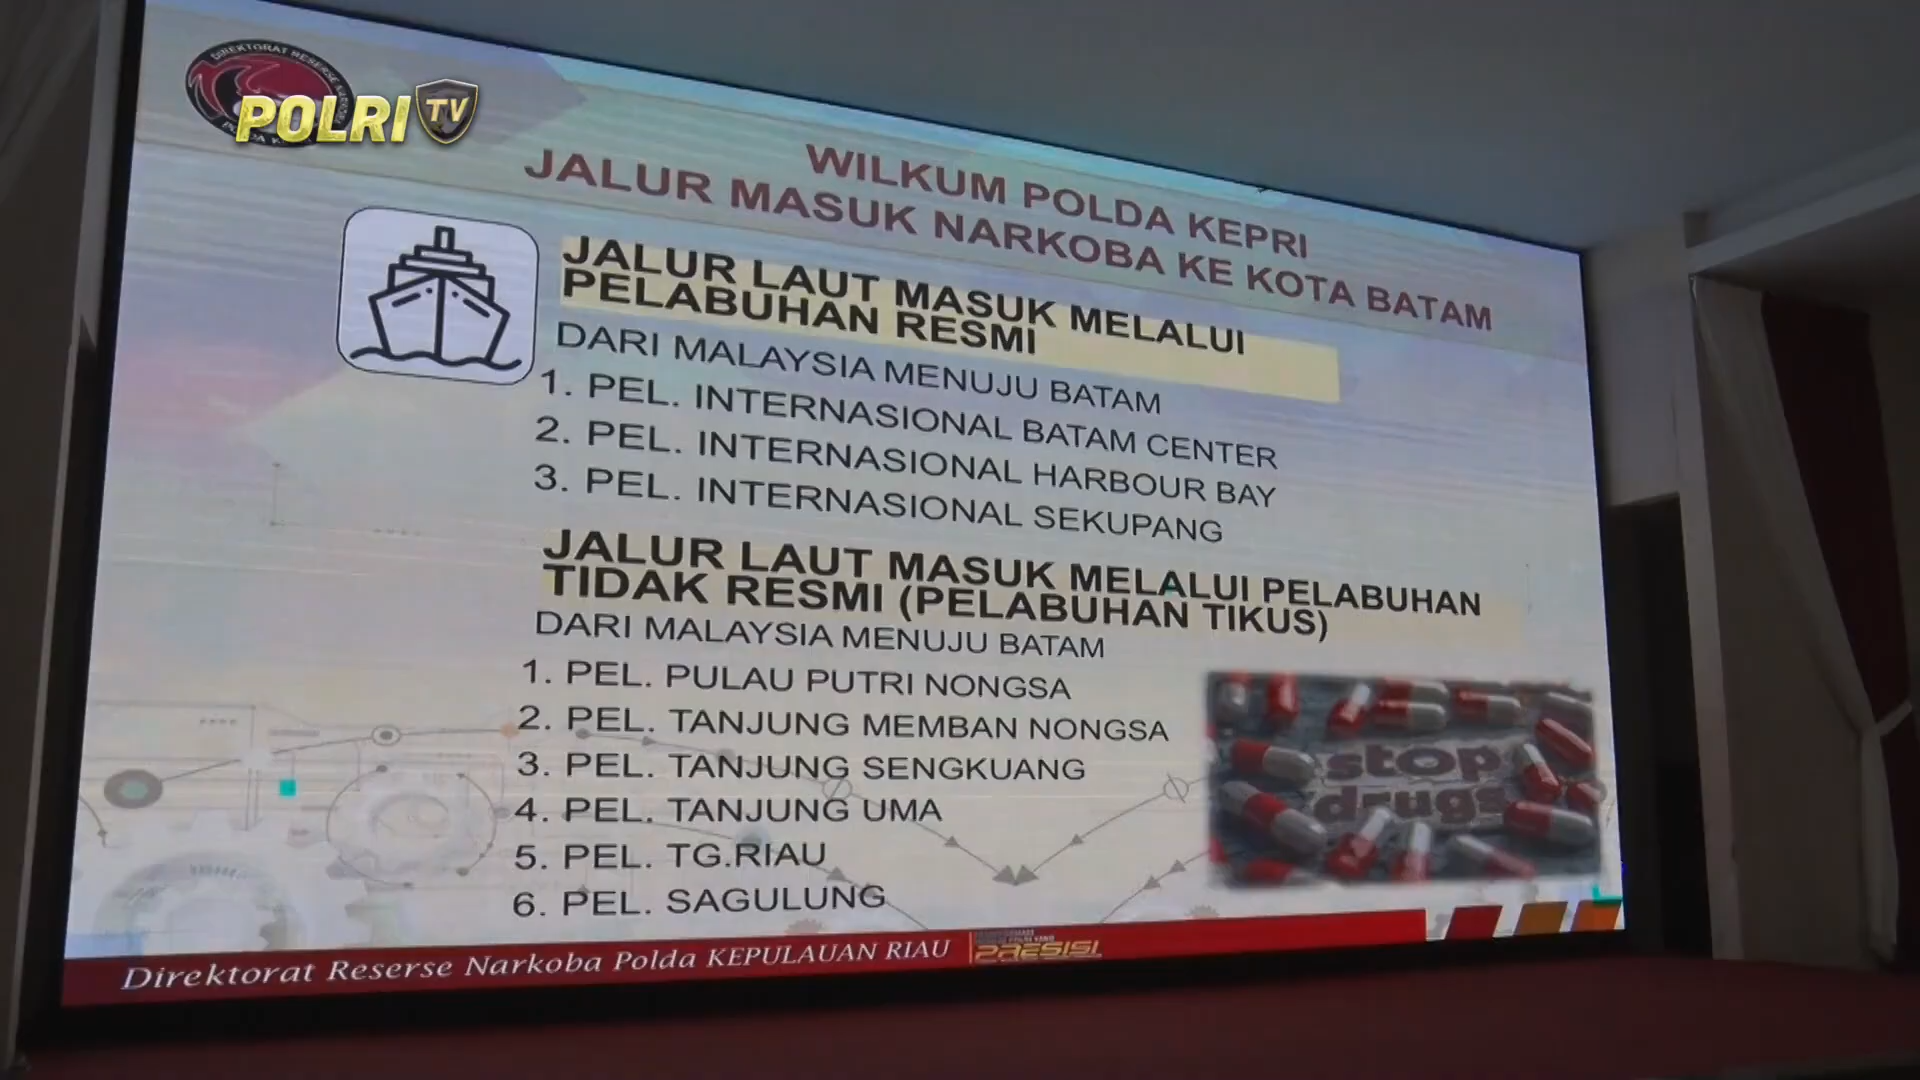 DIREKTORAT RESERSE NARKOBA
POLRI TV
WILKUM POLDA KEPRI
JALUR MASUK NARKOBA KE KOTA BATAM
JALUR LAUT MASUK MELALUI
PELABUHAN RESMI
DARI MALAYSIA MENUJU BATAM
1. PEL. INTERNASIONAL BATAM CENTER
2. PEL. INTERNASIONAL HARBOUR BAY
3. PEL. INTERNASIONAL SEKUPANG
JALUR LAUT MASUK MELALUI PELABUHAN
TIDAK RESMI (PELABUHAN TIKUS)
DARI MALAYSIA MENUJU BATAM
1. PEL. PULAU PUTRI NONGSA
2. PEL. TANJUNG MEMBAN NONGSA
3. PEL. TANJUNG SENGKUANG
4. PEL. TANJUNG UMA
5. PEL. TG.RIAU
6. PEL. SAGULUNG
stop
drugs
Direktorat Reserse Narkoba Polda KEPULAUAN RIAU
PRESISI